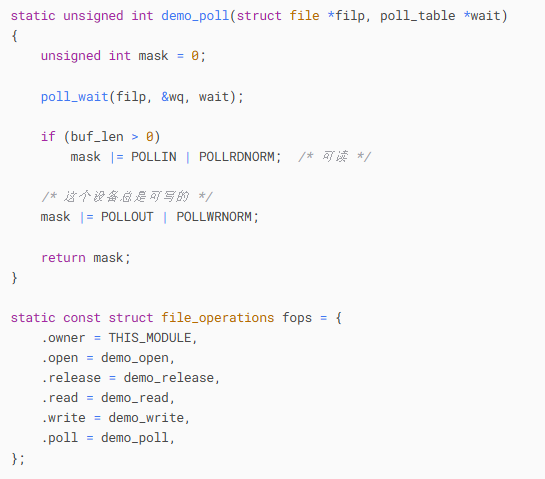 static unsigned int demo_poll(struct file *filp, poll_table *wait)
{
    unsigned int mask = 0;

    poll_wait(filp, &wq, wait);

    if (buf_len > 0)
        mask |= POLLIN | POLLRDNORM;  /* 可读 */

    /* 这个设备总是可写的 */
    mask |= POLLOUT | POLLWRNORM;

    return mask;
}

static const struct file_operations fops = {
    .owner = THIS_MODULE,
    .open = demo_open,
    .release = demo_release,
    .read = demo_read,
    .write = demo_write,
    .poll = demo_poll,
};